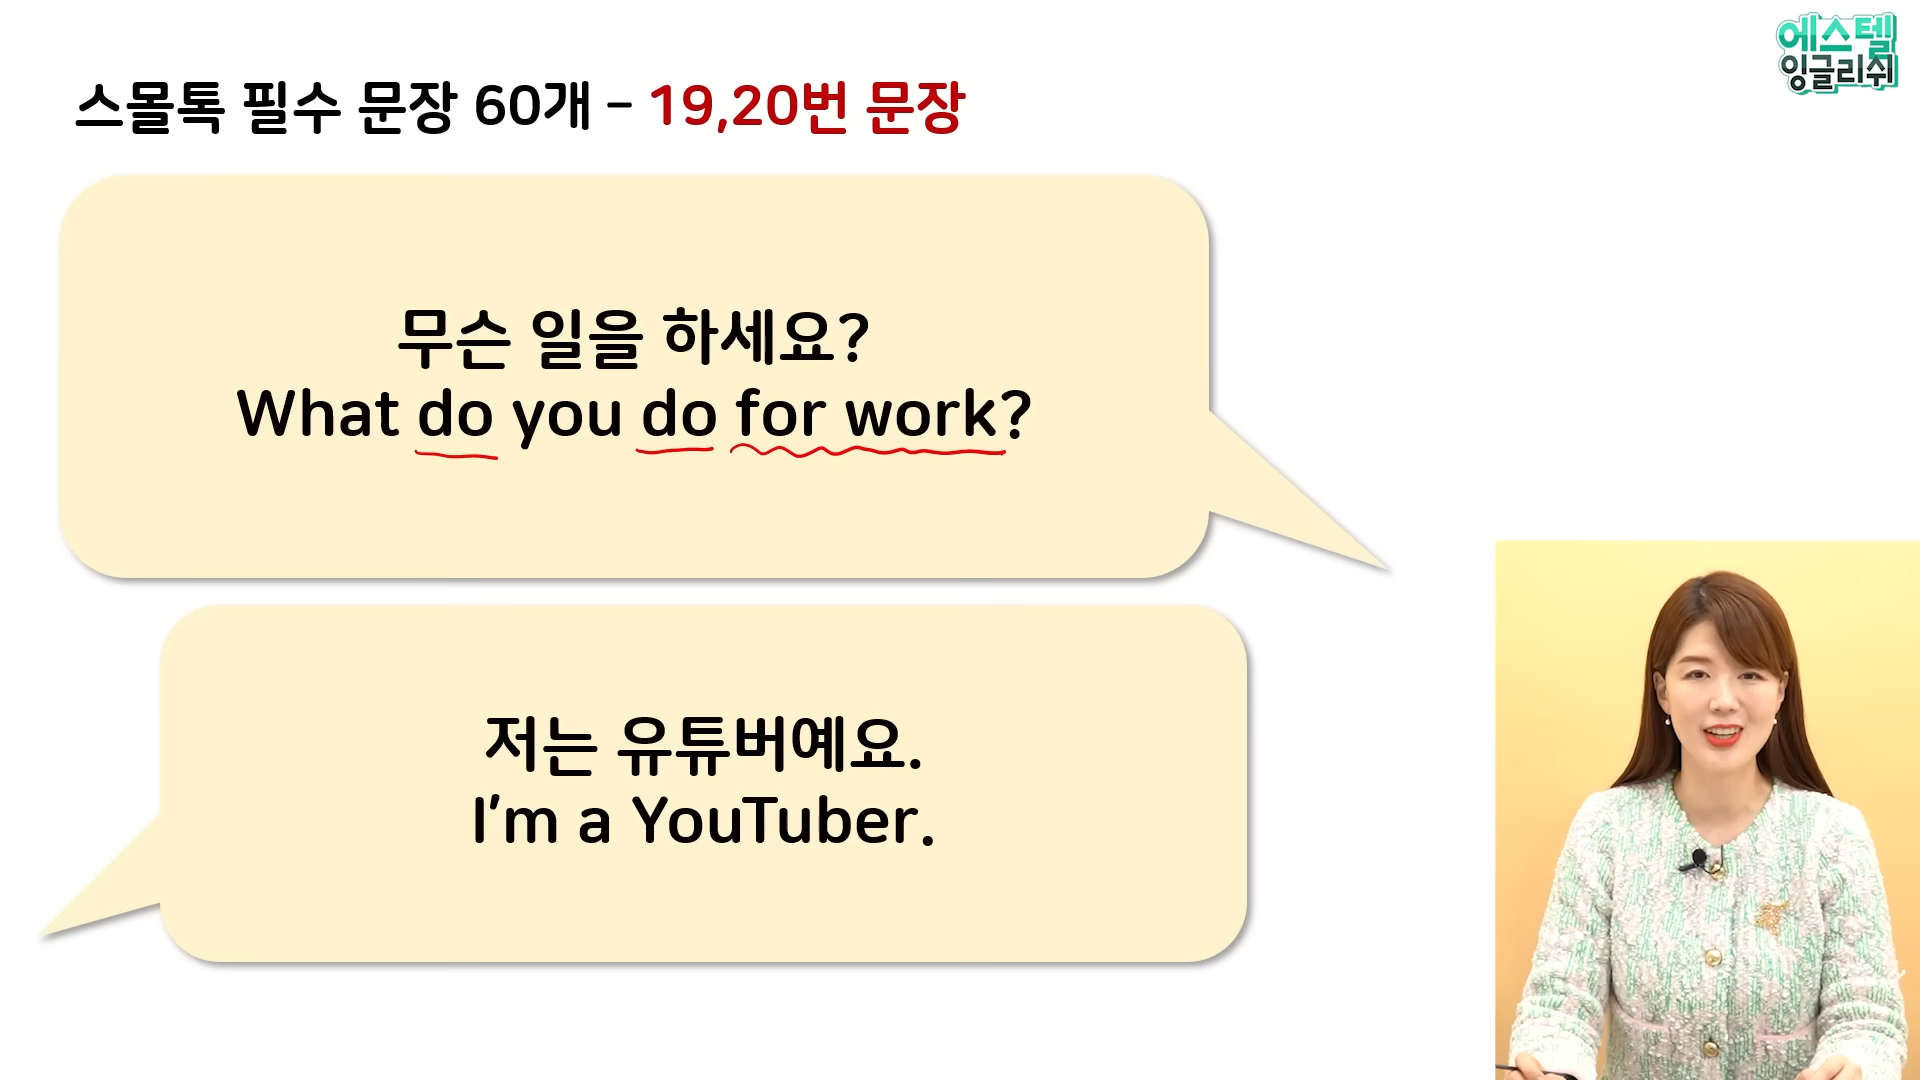 에스텔
잉글리쉬
스몰톡 필수 문장 60개 - 19,20번 문장
무슨 일을 하세요?
What do you do for work?
저는 유튜버예요.
I'm a YouTuber.